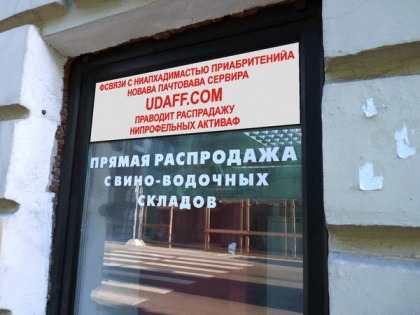 ФСВЯЗИ С НИАПХАДИМАСТЬЮ ПРИАБРИТЕНИЙА
НОВАВА ПАЧТОВАВА СЕРВИРА
UDAFF.COM
ПРАВОДИТ РАСПРАДАЖУ
НИПРОФЕЛЬНЫХ АКТИВАФ
ПРЯМАЯ РАСПРОДАЖА
С ВИНО-ВОДОЧНЫХ
СКЛАДОВ